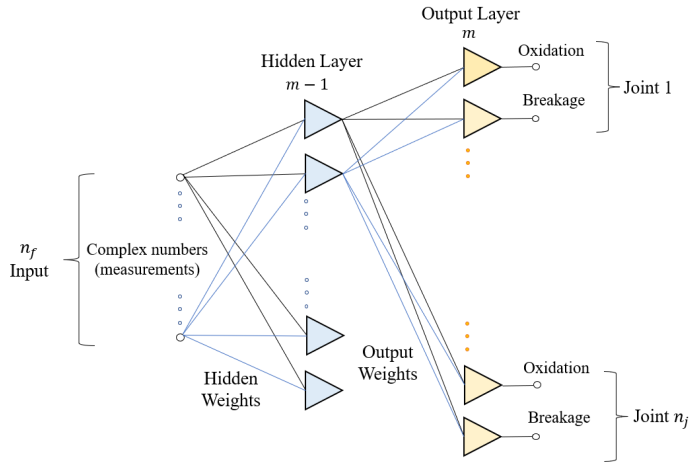 Output Layer
m
Hidden Layer
m − 1
Oxidation
Joint 1
Breakage
n_f
Input
Complex numbers
(measurements)
Output
Weights
Hidden
Weights
Oxidation
Breakage
Joint n_j